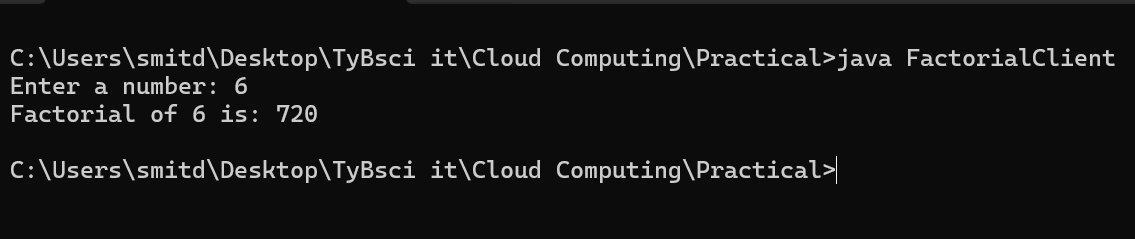 C:\Users\smitd\Desktop\TyBsci it\Cloud Computing\Practical>java FactorialClient
Enter a number: 6
Factorial of 6 is: 720
C:\Users\smitd\Desktop\TyBsci it\Cloud Computing\Practical>